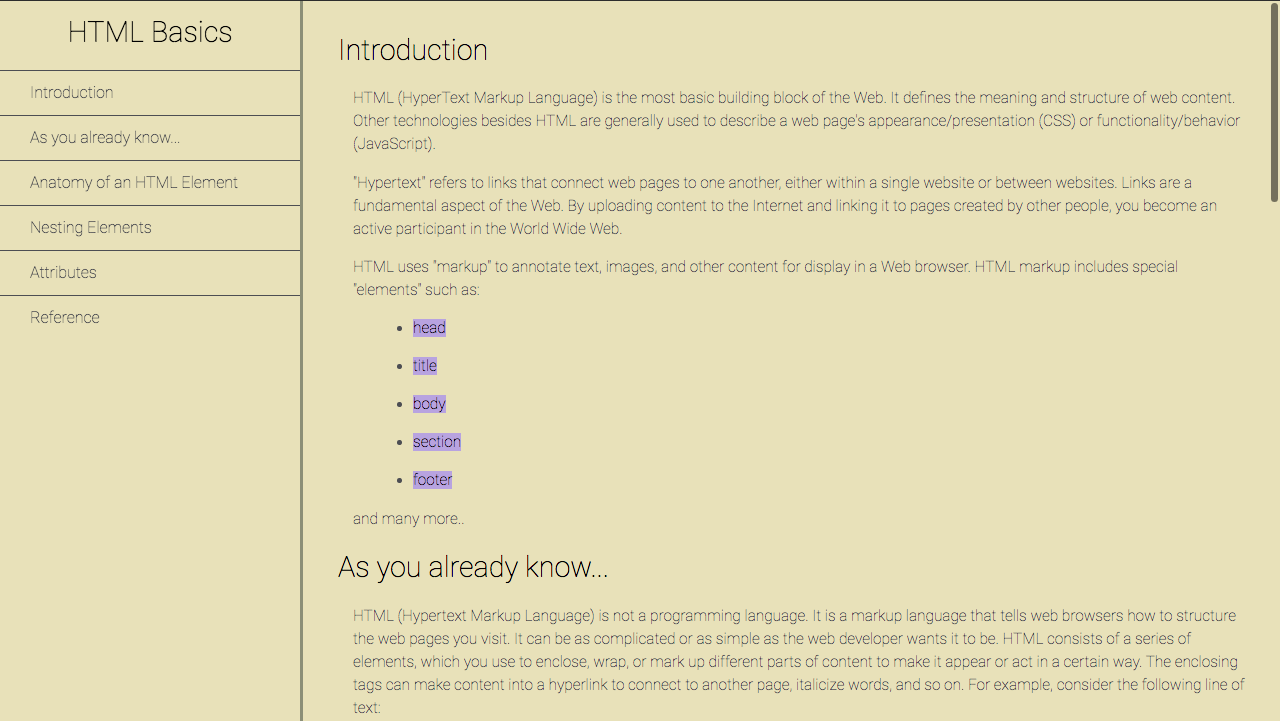 HTML Basics
Introduction
As you already know...
Anatomy of an HTML Element
Nesting Elements
Attributes
Reference
Introduction
HTML (HyperText Markup Language) is the most basic building block of the Web. It defines the meaning and structure of web content.
Other technologies besides HTML are generally used to describe a web page's appearance/presentation (CSS) or functionality/behavior
(JavaScript).
"Hypertext" refers to links that connect web pages to one another, either within a single website or between websites. Links are a
fundamental aspect of the Web. By uploading content to the Internet and linking it to pages created by other people, you become an
active participant in the World Wide Web.
HTML uses "markup" to annotate text, images, and other content for display in a Web browser. HTML markup includes special
"elements" such as:
• head
• title
• body
• section
• footer
and many more..
As you already know...
HTML (Hypertext Markup Language) is not a programming language. It is a markup language that tells web browsers how to structure
the web pages you visit. It can be as complicated or as simple as the web developer wants it to be. HTML consists of a series of
elements, which you use to enclose, wrap, or mark up different parts of content to make it appear or act in a certain way. The enclosing
tags can make content into a hyperlink to connect to another page, italicize words, and so on. For example, consider the following line of
text: